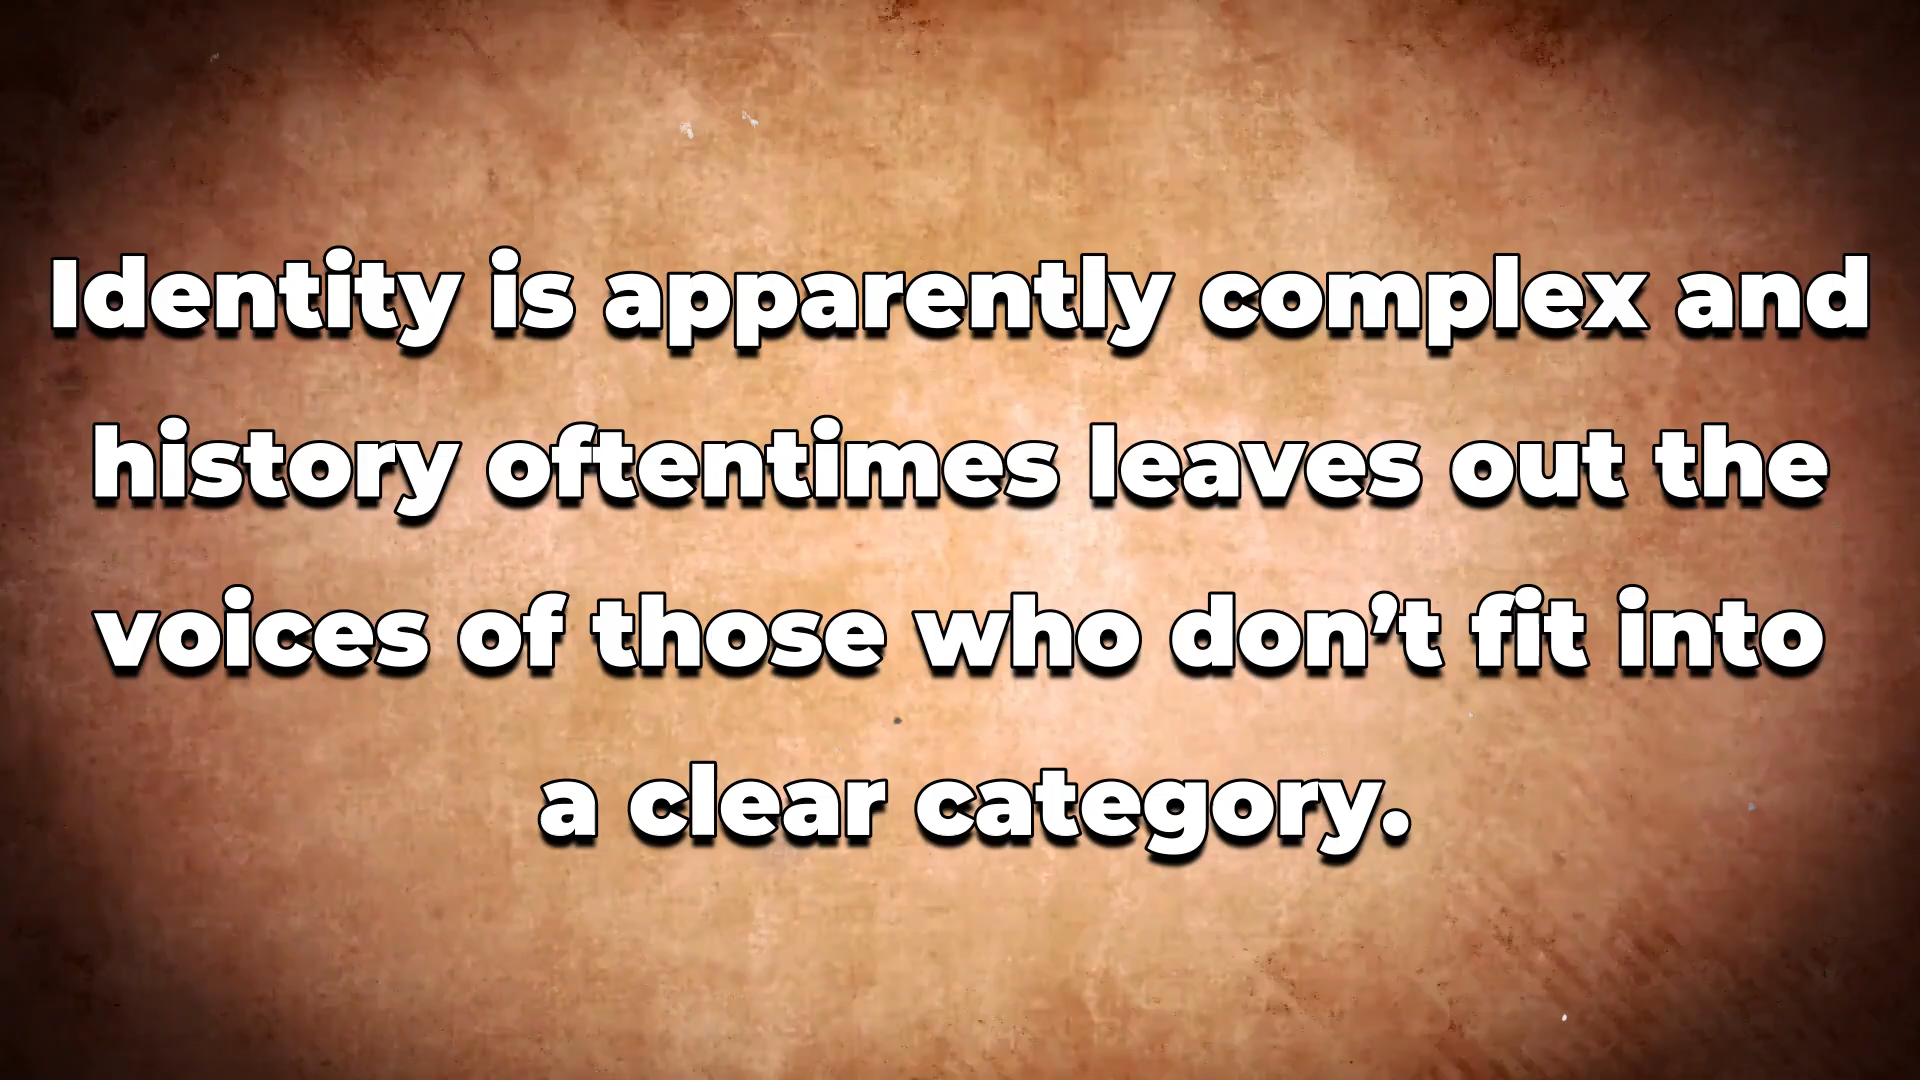 Identity is apparently complex and
history oftentimes leaves out the
voices of those who don’t fit into
a clear category.